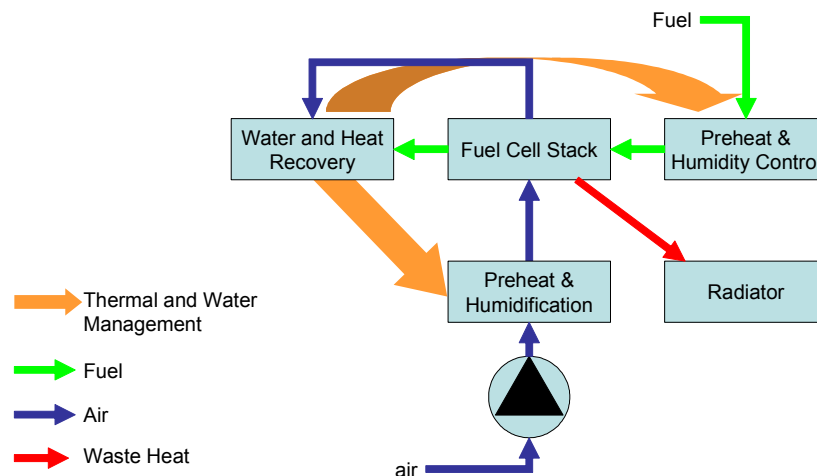 Fuel
Water and Heat
Recovery
Fuel Cell Stack
Preheat &
Humidity Control
Preheat &
Humidification
Radiator
Thermal and Water
Management
Fuel
Air
Waste Heat
air